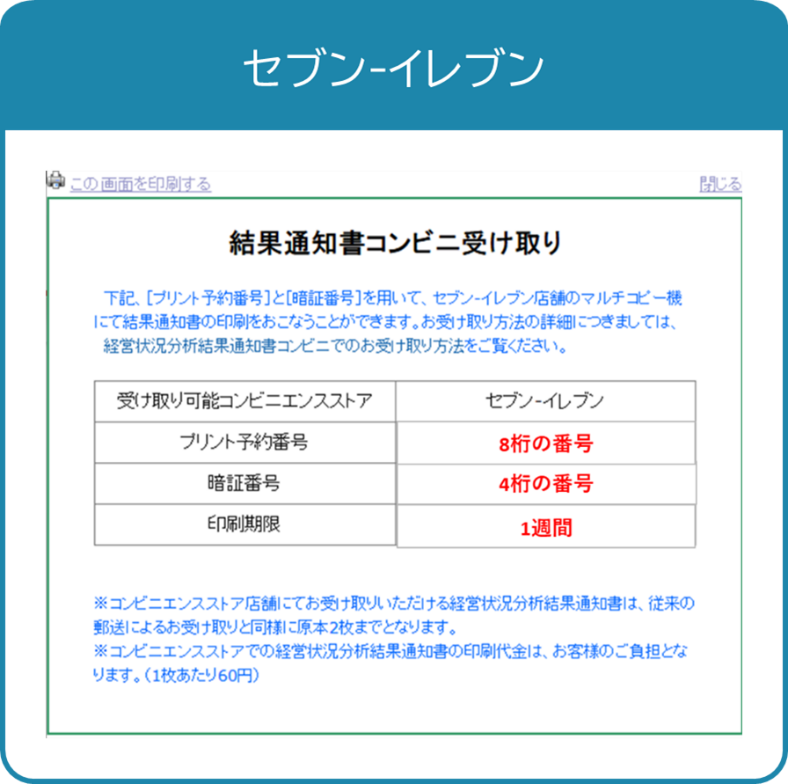 セブン-イレブン
この画面を印刷する 閉じる
結果通知書コンビニ受け取り
下記、[プリント予約番号]と[暗証番号]を用いて、セブン-イレブン店舗のマルチコピー機
にて結果通知書の印刷をおこなうことができます。お受け取り方法の詳細につきましては、
経営状況分析結果通知書コンビニでのお受け取り方法をご覧ください。
受け取り可能コンビニエンスストア セブン-イレブン
プリント予約番号 8桁の番号
暗証番号 4桁の番号
印刷期限 1週間
※コンビニエンスストア店舗にてお受け取りいただける経営状況分析結果通知書は、従来の
郵送によるお受け取りと同様に原本2枚までとなります。
※コンビニエンスストアでの経営状況分析結果通知書の印刷代金は、お客様のご負担とな
ります。(1枚あたり60円)